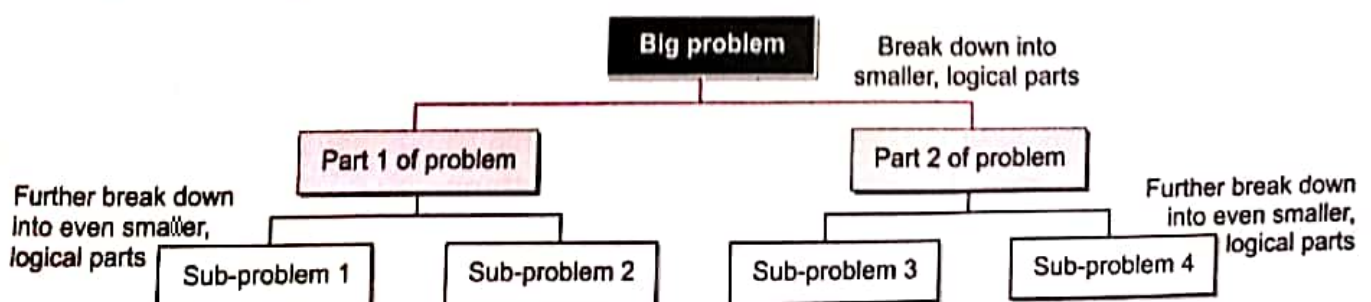 Big problem
Break down into
smaller, logical parts
Part 1 of problem
Part 2 of problem
Further break down
into even smaller,
logical parts
Further break down
into even smaller,
logical parts
Sub-problem 1
Sub-problem 2
Sub-problem 3
Sub-problem 4